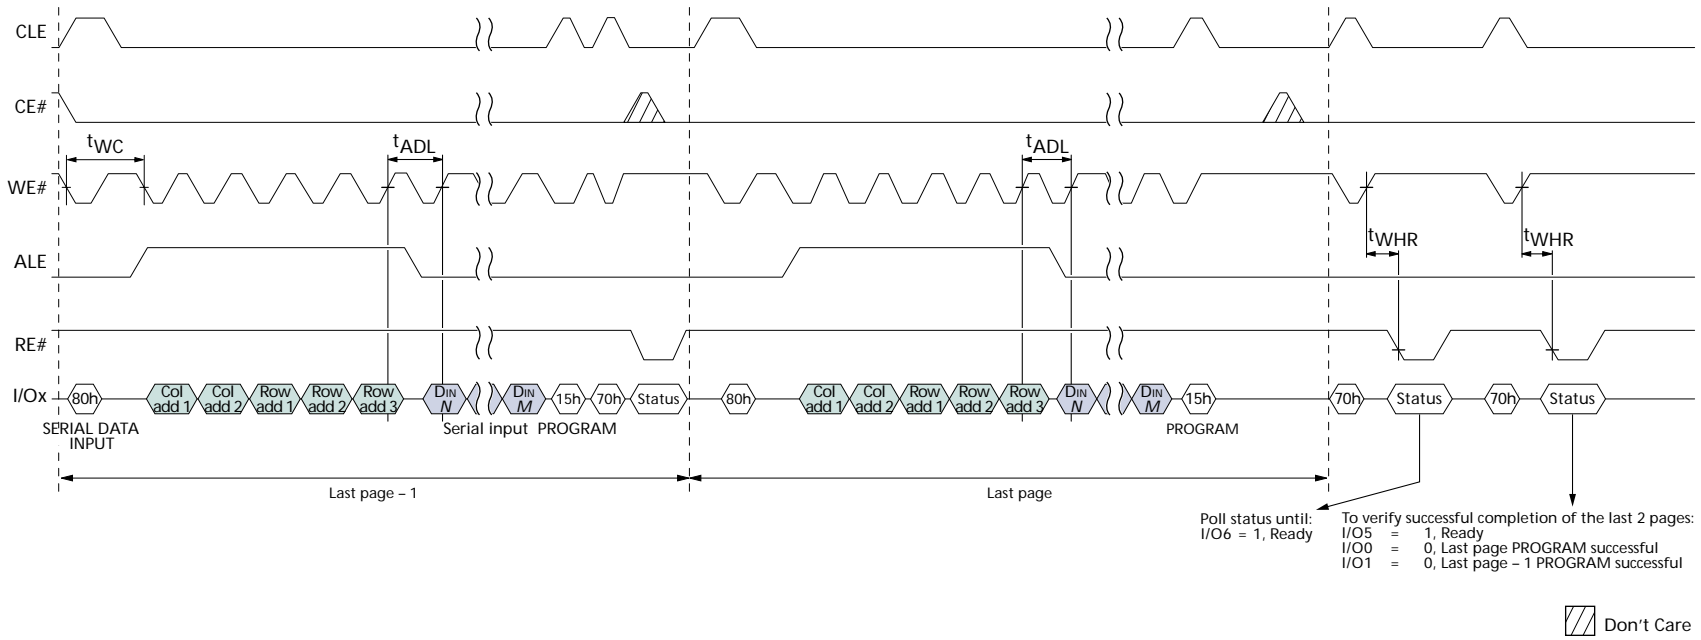 CLE
CE#
tWC
tADL
tADL
WE#
tWHR
tWHR
ALE
RE#
I/Ox
80h
Col add 1
Col add 2
Row add 1
Row add 2
Row add 3
DIN N
DIN M
15h
70h
Status
80h
Col add 1
Col add 2
Row add 1
Row add 2
Row add 3
DIN N
DIN M
15h
70h
Status
70h
Status
SERIAL DATA
INPUT
Serial input PROGRAM
PROGRAM
Last page – 1
Last page
Poll status until:
I/O6 = 1, Ready
To verify successful completion of the last 2 pages:
I/O5 = 1, Ready
I/O0 = 0, Last page PROGRAM successful
I/O1 = 0, Last page – 1 PROGRAM successful
Don't Care